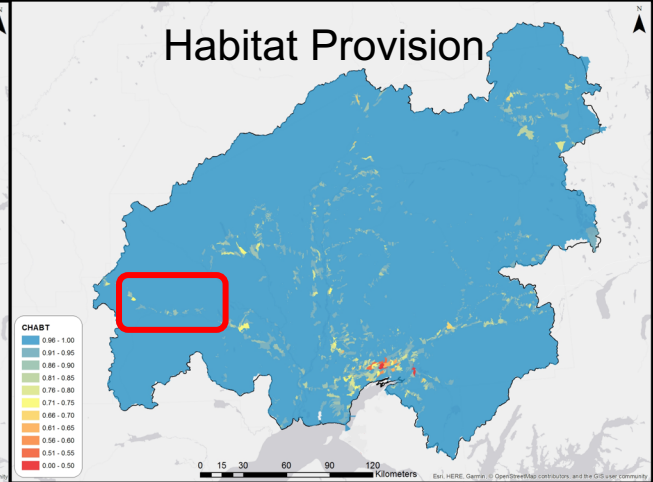 N
Habitat Provision
N
CHABT
0.96 - 1.00
0.91 - 0.95
0.86 - 0.90
0.81 - 0.85
0.76 - 0.80
0.71 - 0.75
0.66 - 0.70
0.61 - 0.65
0.56 - 0.60
0.51 - 0.55
0.00 - 0.50
0 15 30 60 90 120
Kilometers
Esri, HERE, Garmin, © OpenStreetMap contributors, and the GIS user community